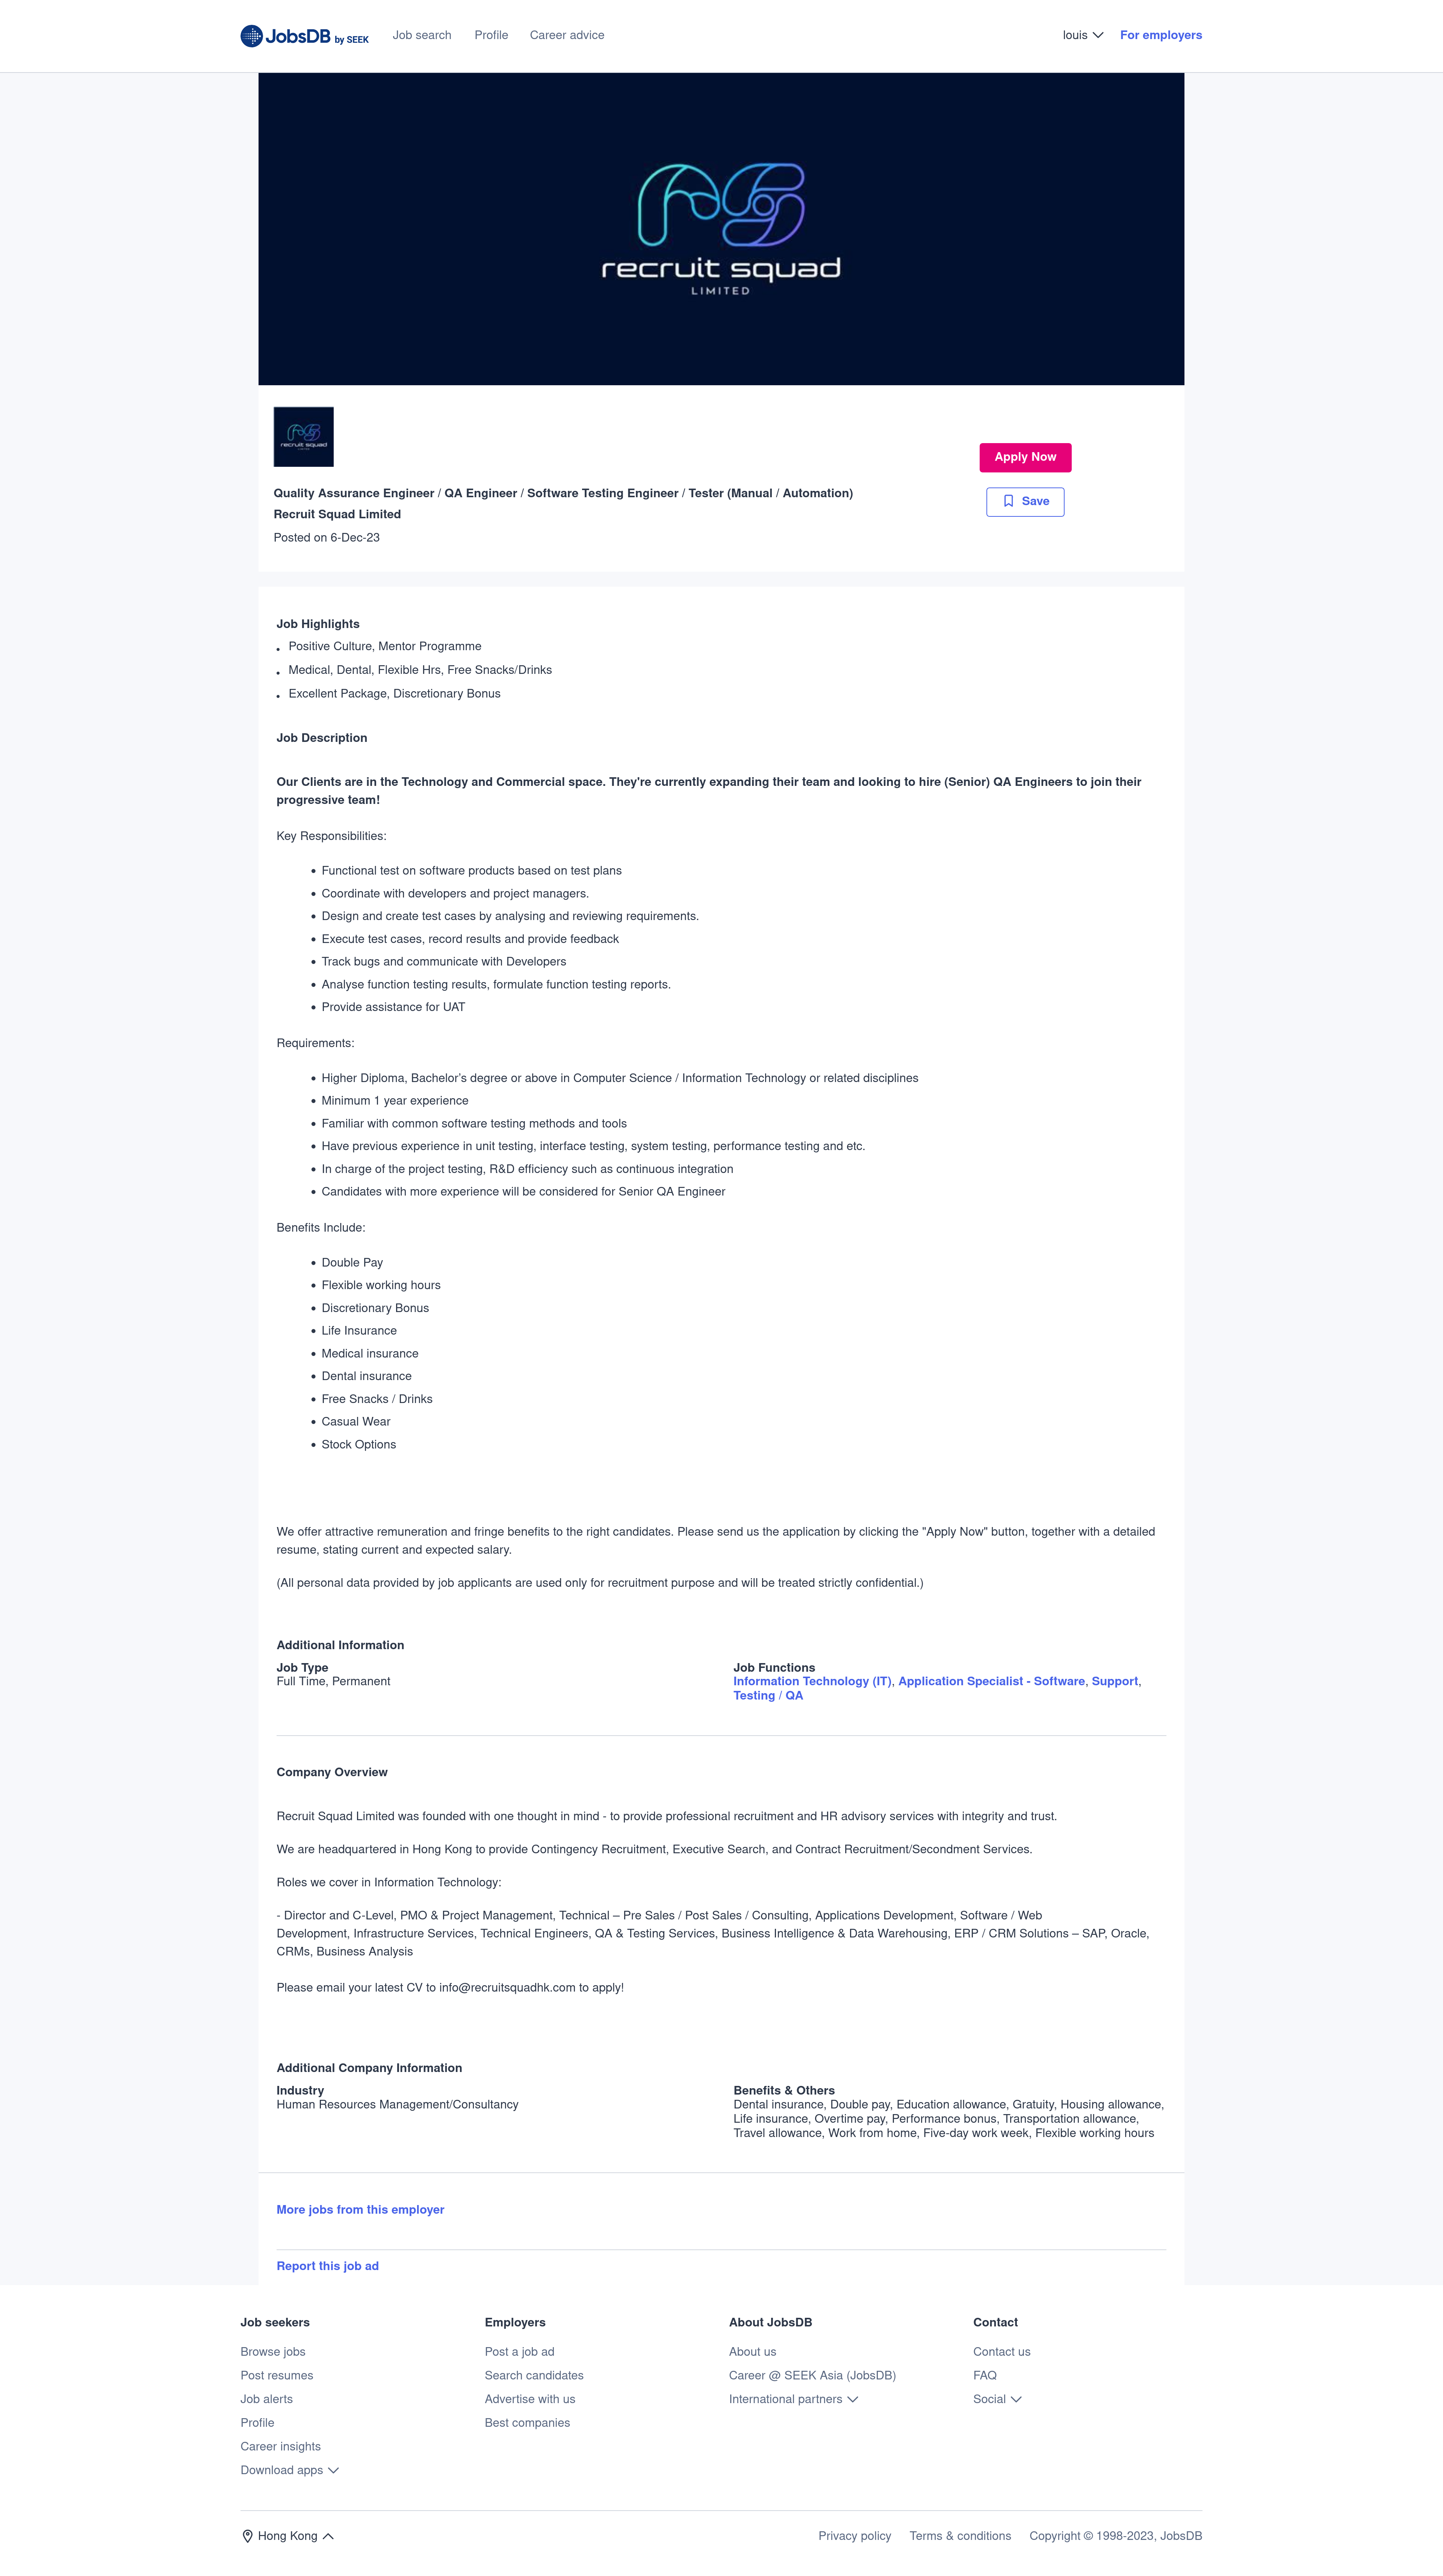 JobsDB by SEEK
Job search
Profile
Career advice
louis
For employers
recruit squad
LIMITED
recruit squad
Apply Now
Save
Quality Assurance Engineer / QA Engineer / Software Testing Engineer / Tester (Manual / Automation)
Recruit Squad Limited
Posted on 6-Dec-23
Job Highlights
Positive Culture, Mentor Programme
Medical, Dental, Flexible Hrs, Free Snacks/Drinks
Excellent Package, Discretionary Bonus
Job Description
Our Clients are in the Technology and Commercial space. They're currently expanding their team and looking to hire (Senior) QA Engineers to join their
progressive team!
Key Responsibilities:
• Functional test on software products based on test plans
• Coordinate with developers and project managers.
• Design and create test cases by analysing and reviewing requirements.
• Execute test cases, record results and provide feedback
• Track bugs and communicate with Developers
• Analyse function testing results, formulate function testing reports.
• Provide assistance for UAT
Requirements:
• Higher Diploma, Bachelor's degree or above in Computer Science / Information Technology or related disciplines
• Minimum 1 year experience
• Familiar with common software testing methods and tools
• Have previous experience in unit testing, interface testing, system testing, performance testing and etc.
• In charge of the project testing, R&D efficiency such as continuous integration
• Candidates with more experience will be considered for Senior QA Engineer
Benefits Include:
• Double Pay
• Flexible working hours
• Discretionary Bonus
• Life Insurance
• Medical insurance
• Dental insurance
• Free Snacks / Drinks
• Casual Wear
• Stock Options
We offer attractive remuneration and fringe benefits to the right candidates. Please send us the application by clicking the "Apply Now" button, together with a detailed
resume, stating current and expected salary.
(All personal data provided by job applicants are used only for recruitment purpose and will be treated strictly confidential.)
Additional Information
Job Type
Full Time, Permanent
Job Functions
Information Technology (IT), Application Specialist - Software, Support,
Testing / QA
Company Overview
Recruit Squad Limited was founded with one thought in mind - to provide professional recruitment and HR advisory services with integrity and trust.
We are headquartered in Hong Kong to provide Contingency Recruitment, Executive Search, and Contract Recruitment/Secondment Services.
Roles we cover in Information Technology:
- Director and C-Level, PMO & Project Management, Technical – Pre Sales / Post Sales / Consulting, Applications Development, Software / Web
Development, Infrastructure Services, Technical Engineers, QA & Testing Services, Business Intelligence & Data Warehousing, ERP / CRM Solutions – SAP, Oracle,
CRMs, Business Analysis
Please email your latest CV to info@recruitsquadhk.com to apply!
Additional Company Information
Industry
Human Resources Management/Consultancy
Benefits & Others
Dental insurance, Double pay, Education allowance, Gratuity, Housing allowance,
Life insurance, Overtime pay, Performance bonus, Transportation allowance,
Travel allowance, Work from home, Five-day work week, Flexible working hours
More jobs from this employer
Report this job ad
Job seekers
Browse jobs
Post resumes
Job alerts
Profile
Career insights
Download apps
Employers
Post a job ad
Search candidates
Advertise with us
Best companies
About JobsDB
About us
Career @ SEEK Asia (JobsDB)
International partners
Contact
Contact us
FAQ
Social
Hong Kong
Privacy policy
Terms & conditions
Copyright © 1998-2023, JobsDB